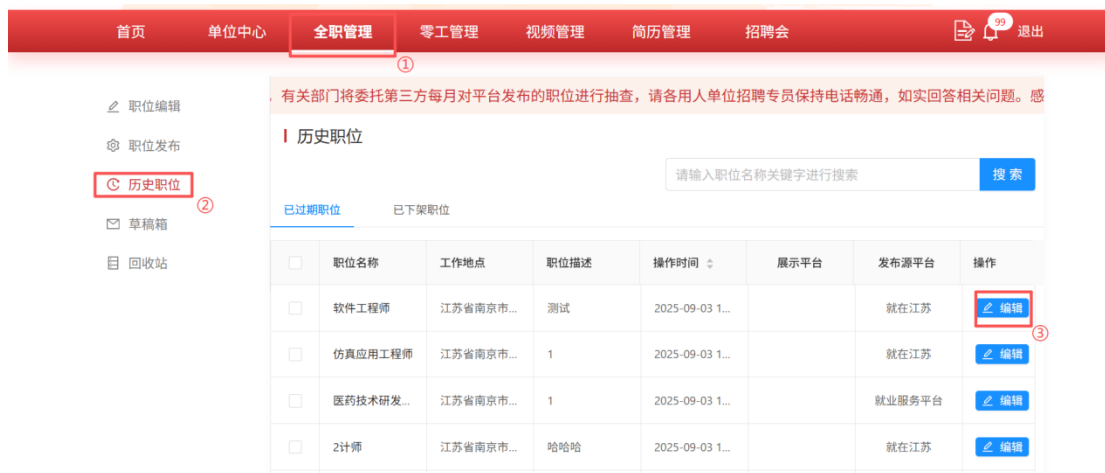 首页 单位中心 全职管理 零工管理 视频管理 简历管理 招聘会 99 退出
①
职位编辑
职位发布
历史职位
②
草稿箱
回收站
有关部门将委托第三方每月对平台发布的职位进行抽查，请各用人单位招聘专员保持电话畅通，如实回答相关问题。感
历史职位
请输入职位名称关键字进行搜索 搜索
已过期职位 已下架职位
职位名称 工作地点 职位描述 操作时间 展示平台 发布源平台 操作
软件工程师 江苏省南京市... 测试 2025-09-03 1... 就在江苏 编辑
③
仿真应用工程师 江苏省南京市... 1 2025-09-03 1... 就在江苏 编辑
医药技术研发... 江苏省南京市... 1 2025-09-03 1... 就业服务平台 编辑
2计师 江苏省南京市... 哈哈哈 2025-09-03 1... 就在江苏 编辑